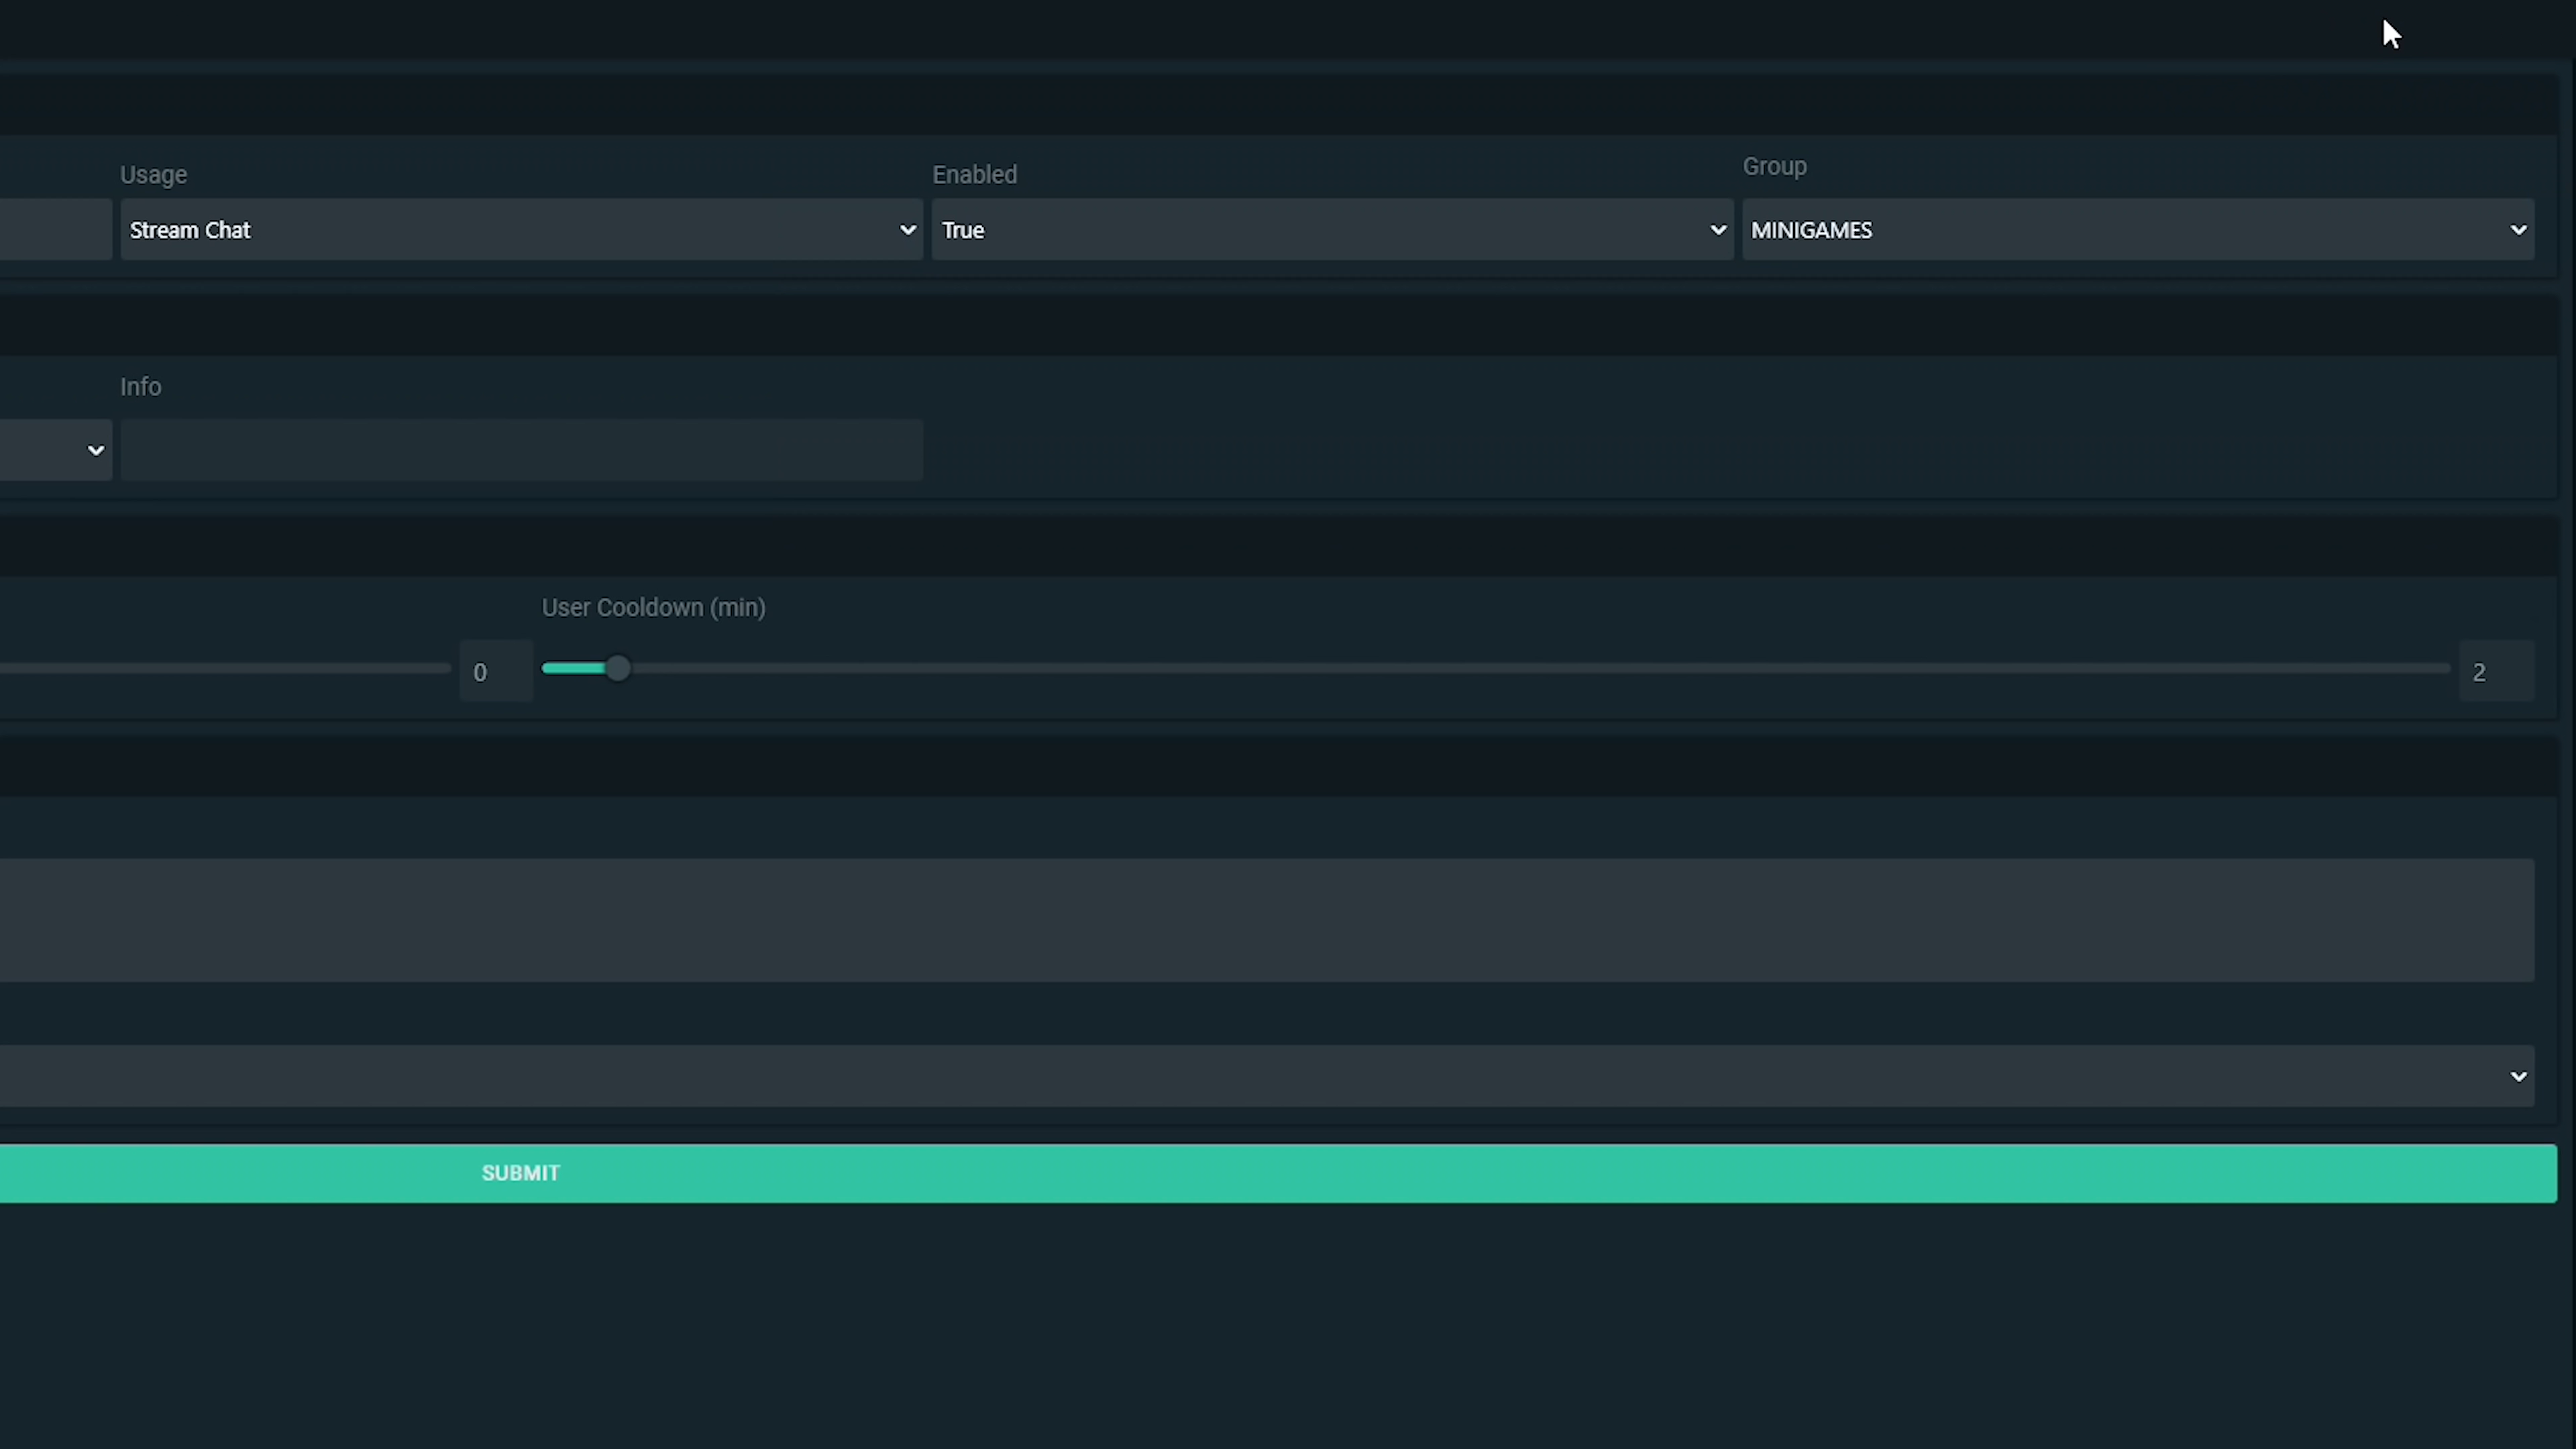 Usage
Enabled
Group
Stream Chat
True
MINIGAMES
Info
User Cooldown (min)
0
2
SUBMIT